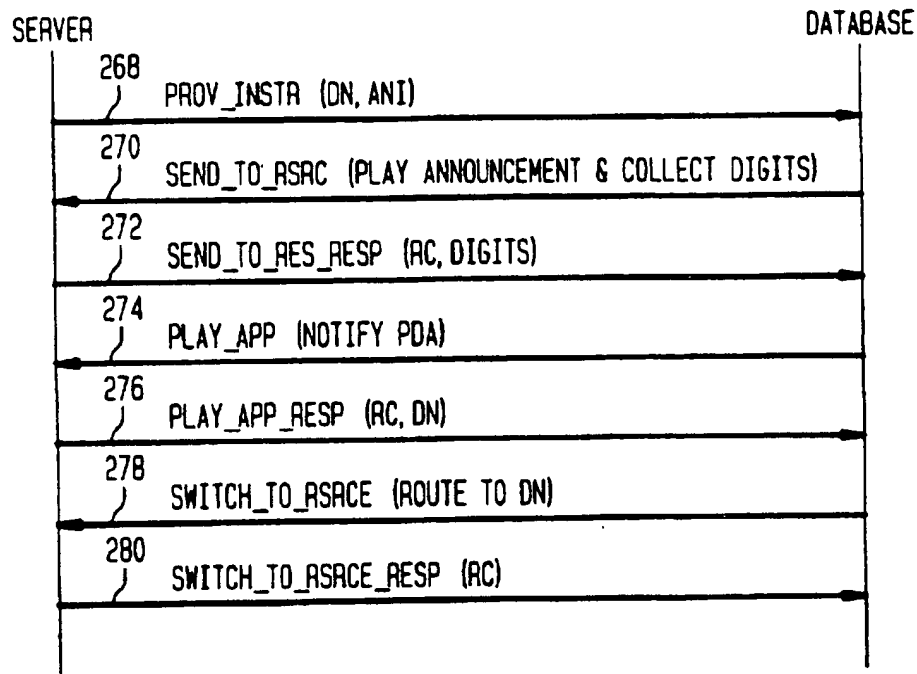 SERVER
DATABASE
268
PROV_INSTR (DN, ANI)
270
SEND_TO_RSRC (PLAY ANNOUNCEMENT & COLLECT DIGITS)
272
SEND_TO_RES_RESP (RC, DIGITS)
274
PLAY_APP (NOTIFY PDA)
276
PLAY_APP_RESP (RC, DN)
278
SWITCH_TO_RSRCE (ROUTE TO DN)
280
SWITCH_TO_RSRCE_RESP (RC)